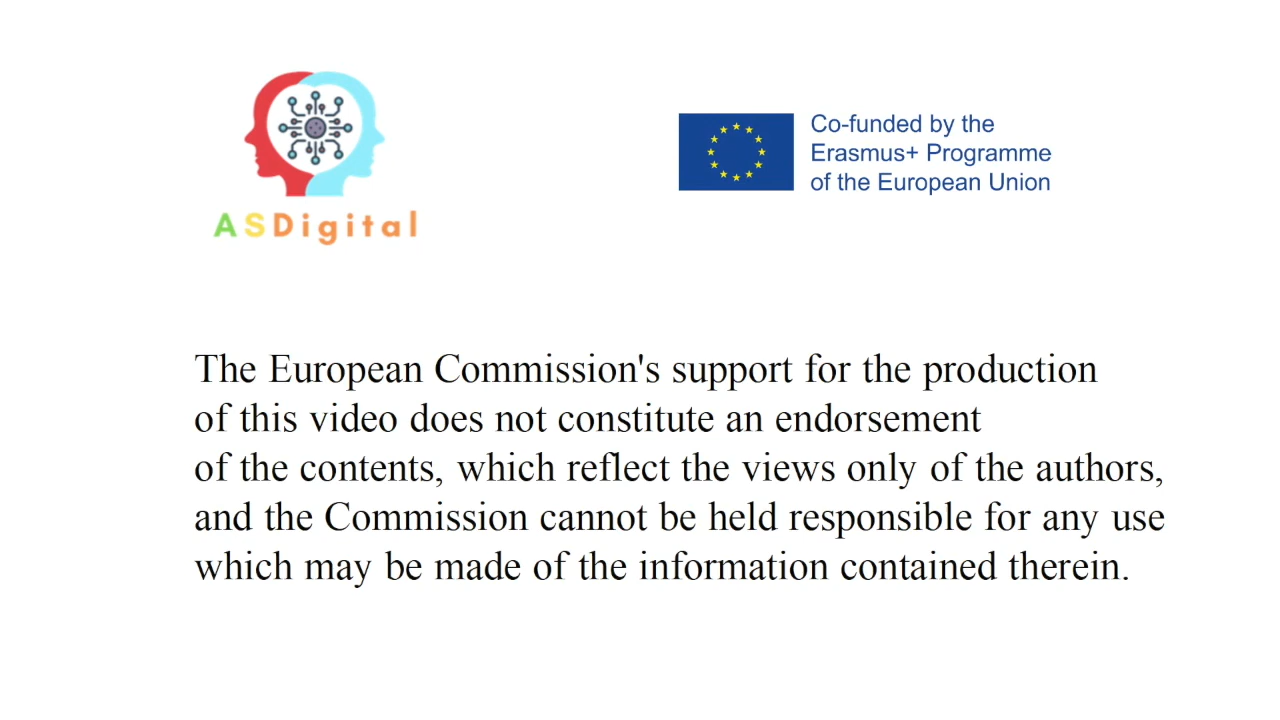 ASDigital
Co-funded by the
Erasmus+ Programme
of the European Union
The European Commission's support for the production
of this video does not constitute an endorsement
of the contents, which reflect the views only of the authors,
and the Commission cannot be held responsible for any use
which may be made of the information contained therein.